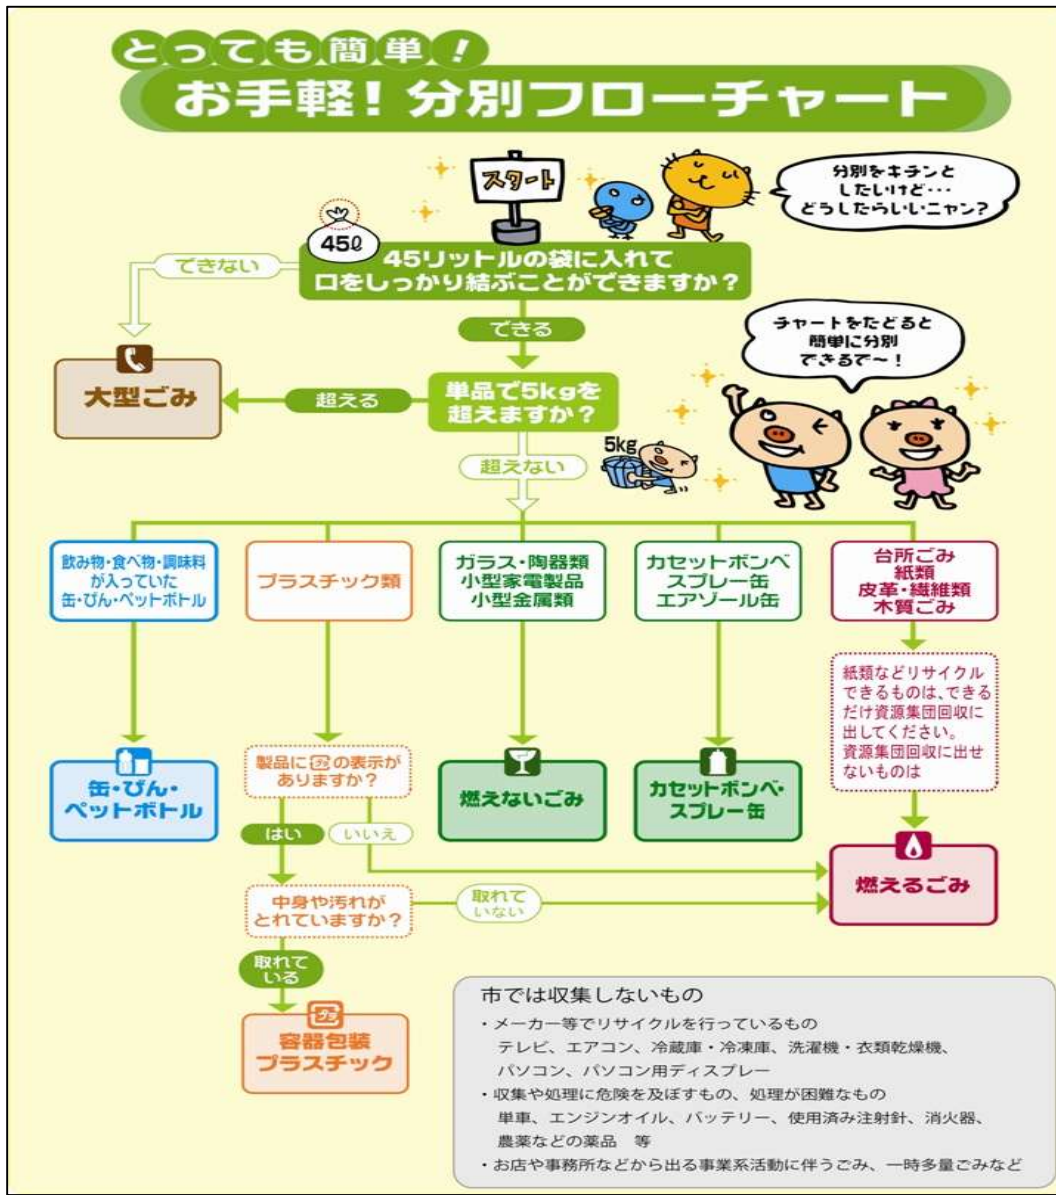 とっても簡単!
お手軽!分別フローチャート
スタート
分別をキチンと
したいけど・・・
どうしたらいいニャン?
45ℓ
45リットルの袋に入れて
口をしっかり結ぶことができますか?
できない
できる
チャートをたどると
簡単に分別
できるで〜!
大型ごみ
超える
単品で5kgを
超えますか?
超えない
5kg
飲み物・食べ物・調味料
が入っていた
缶・びん・ペットボトル
プラスチック類
ガラス・陶器類
小型家電製品
小型金属類
カセットボンベ
スプレー缶
エアゾール缶
台所ごみ
紙類
皮革・繊維類
木質ごみ
紙類などリサイクル
できるものは、できる
だけ資源集団回収に
出してください。
資源集団回収に出せ
ないものは
缶・びん・
ペットボトル
製品にプラの表示が
ありますか?
燃えないごみ
カセットボンベ・
スプレー缶
はい
いいえ
燃えるごみ
中身や汚れが
とれていますか?
取れて
いない
取れて
いる
プラ
容器包装
プラスチック
市では収集しないもの
・メーカー等でリサイクルを行っているもの
テレビ、エアコン、冷蔵庫・冷凍庫、洗濯機・衣類乾燥機、
パソコン、パソコン用ディスプレー
・収集や処理に危険を及ぼすもの、処理が困難なもの
単車、エンジンオイル、バッテリー、使用済み注射針、消火器、
農薬などの薬品 等
・お店や事務所などから出る事業系活動に伴うごみ、一時多量ごみなど